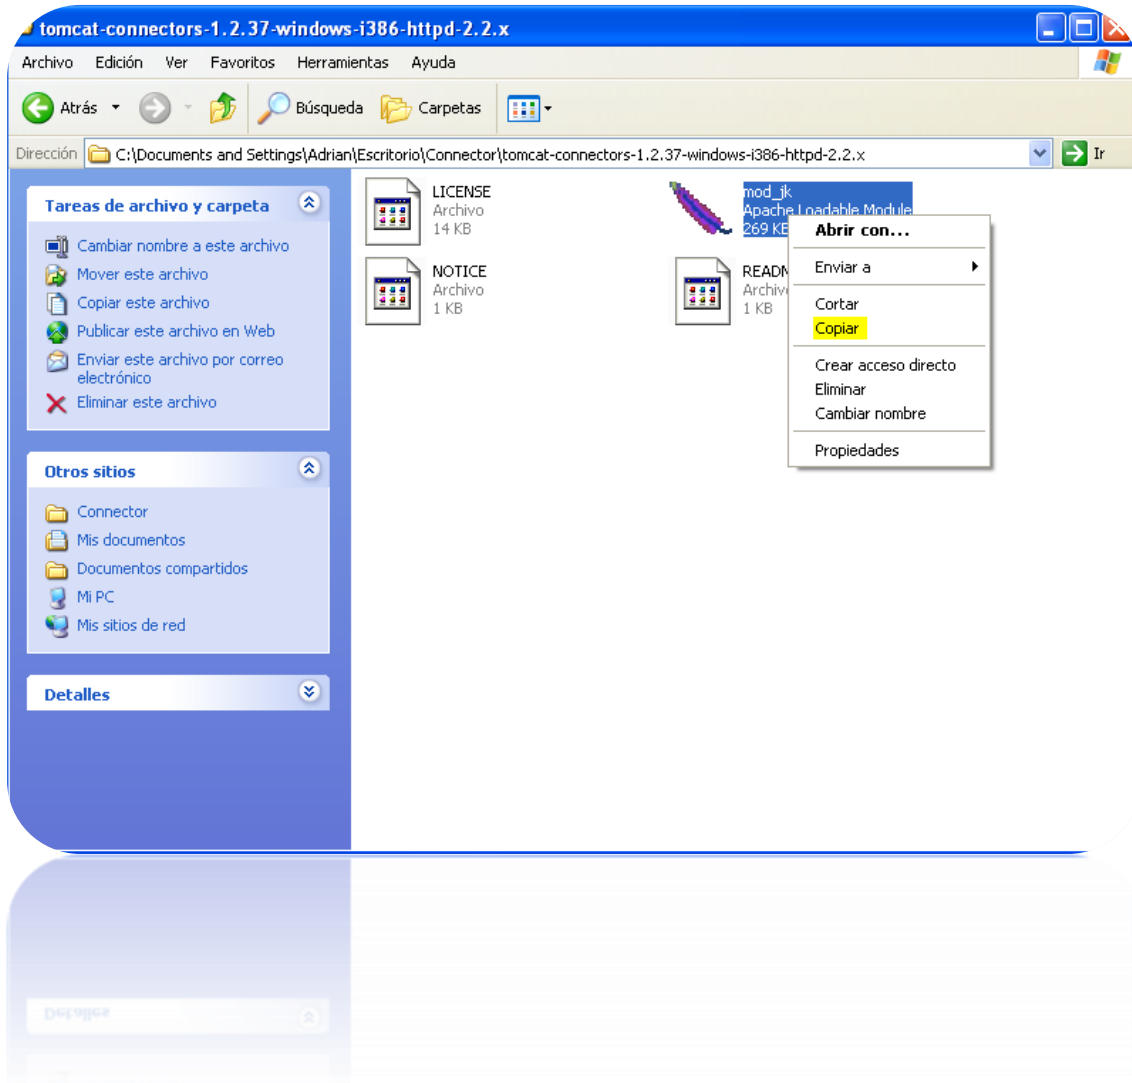 tomcat-connectors-1.2.37-windows-i386-httpd-2.2.x
Archivo Edición Ver Favoritos Herramientas Ayuda
Atrás Búsqueda Carpetas
Dirección C:\Documents and Settings\Adrian\Escritorio\Connector\tomcat-connectors-1.2.37-windows-i386-httpd-2.2.x Ir
Tareas de archivo y carpeta
Cambiar nombre a este archivo
Mover este archivo
Copiar este archivo
Publicar este archivo en Web
Enviar este archivo por correo
electrónico
Eliminar este archivo
Otros sitios
Connector
Mis documentos
Documentos compartidos
Mi PC
Mis sitios de red
Detalles
LICENSE
Archivo
14 KB
mod_jk
Apache Loadable Module
269 KB
NOTICE
Archivo
1 KB
READM
Archivo
1 KB
Abrir con...
Enviar a
Cortar
Copiar
Crear acceso directo
Eliminar
Cambiar nombre
Propiedades
Detalles